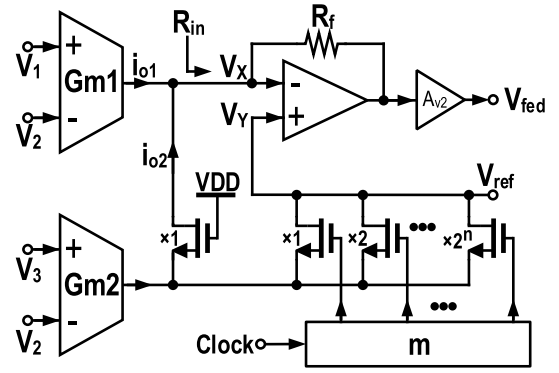 Rin
Rf
V1
+
Gm1
io1
VX
-
V2
-
VY
+
Av2
Vfed
io2
VDD
Vref
×1
×1
×2
×2n
V3
+
Gm2
V2
-
Clock
m